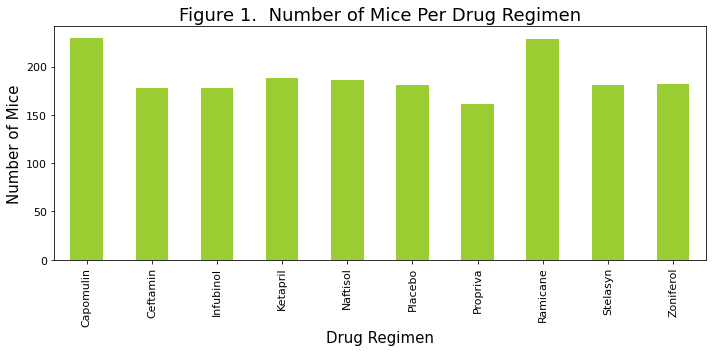 Figure 1.  Number of Mice Per Drug Regimen
Number of Mice
200
150
100
50
0
Capomulin
Ceftamin
Infubinol
Ketapril
Naftisol
Placebo
Propriva
Ramicane
Stelasyn
Zoniferol
Drug Regimen